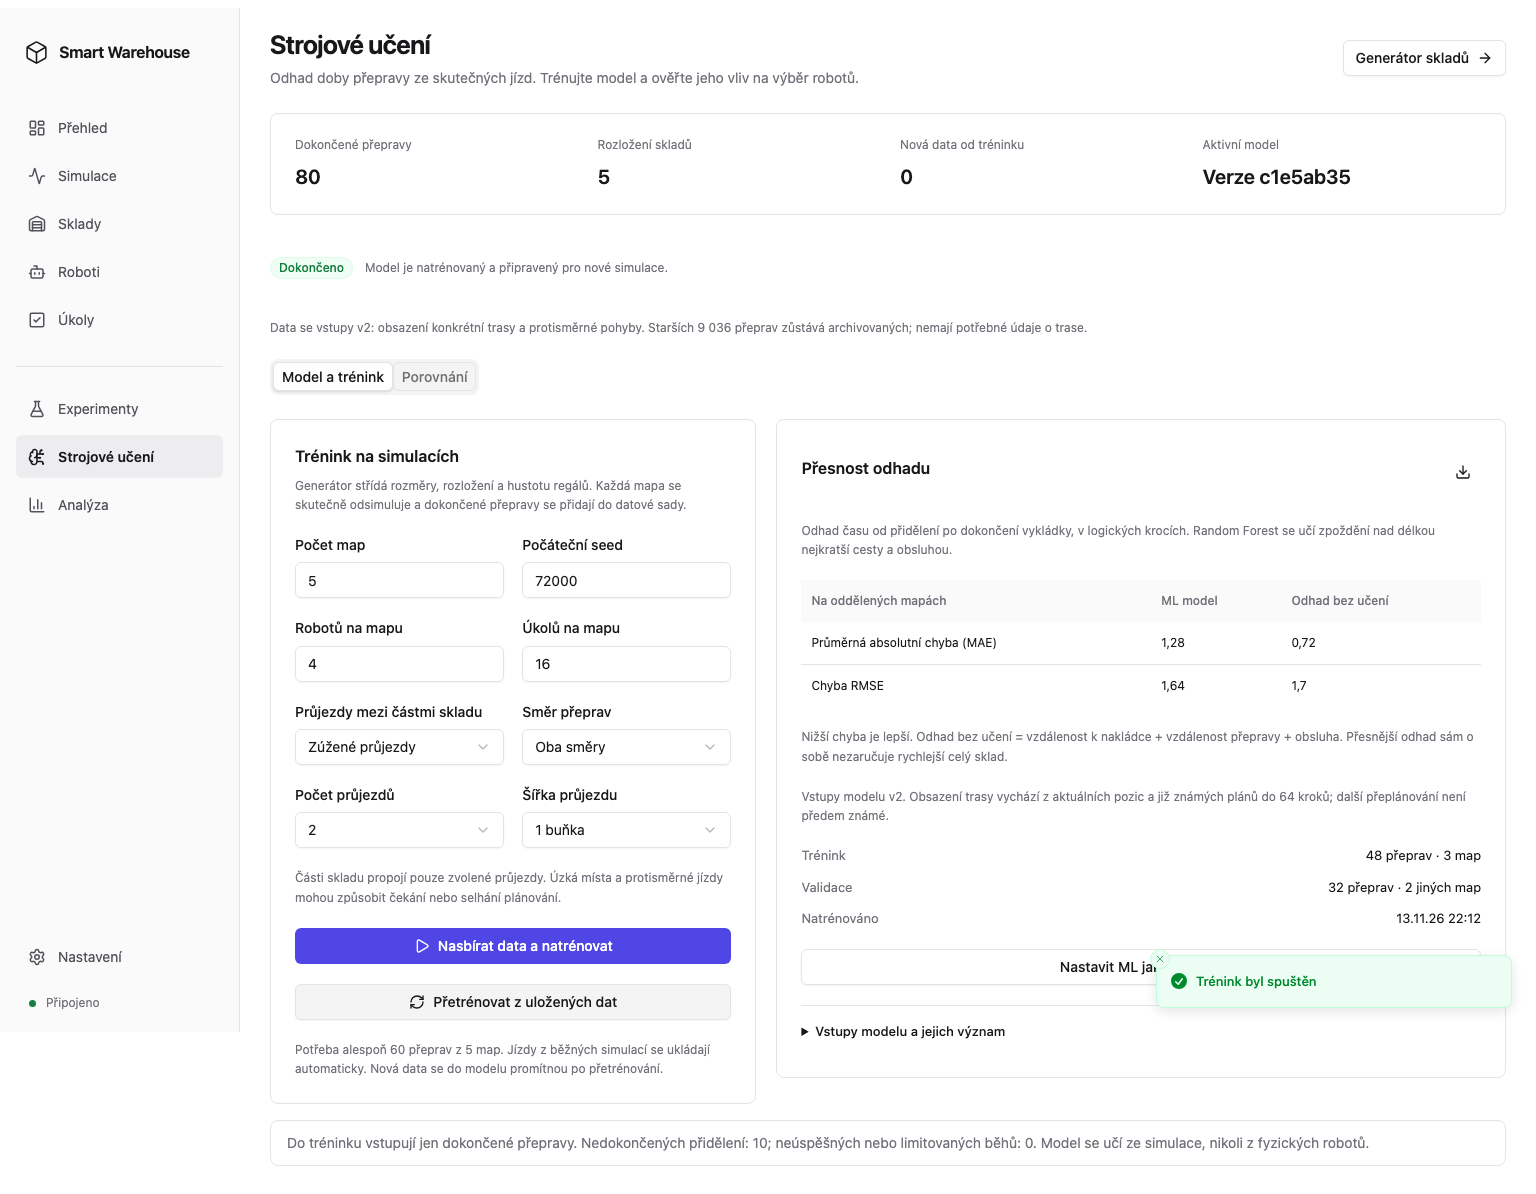 Smart Warehouse
Přehled
Simulace
Sklady
Roboti
Úkoly
Experimenty
Strojové učení
Analýza
Nastavení
Připojeno
Strojové učení
Odhad doby přepravy ze skutečných jízd. Trénujte model a ověřte jeho vliv na výběr robotů.
Generátor skladů
Dokončené přepravy
80
Rozložení skladů
5
Nová data od tréninku
0
Aktivní model
Verze c1e5ab35
Dokončeno
Model je natrénovaný a připravený pro nové simulace.
Data se vstupy v2: obsazení konkrétní trasy a protisměrné pohyby. Starších 9 036 přeprav zůstává archivovaných; nemají potřebné údaje o trase.
Model a trénink
Porovnání
Trénink na simulacích
Generátor střídá rozměry, rozložení a hustotu regálů. Každá mapa se
skutečně odsimuluje a dokončené přepravy se přidají do datové sady.
Počet map
Počáteční seed
5
72000
Robotů na mapu
Úkolů na mapu
4
16
Průjezdy mezi částmi skladu
Směr přeprav
Zúžené průjezdy
Oba směry
Počet průjezdů
Šířka průjezdu
2
1 buňka
Části skladu propojí pouze zvolené průjezdy. Úzká místa a protisměrné jízdy
mohou způsobit čekání nebo selhání plánování.
Nasbírat data a natrénovat
Přetrénovat z uložených dat
Potřeba alespoň 60 přeprav z 5 map. Jízdy z běžných simulací se ukládají
automaticky. Nová data se do modelu promítnou po přetrénování.
Přesnost odhadu
Odhad času od přidělení po dokončení vykládky, v logických krocích. Random Forest se učí zpoždění nad délkou
nejkratší cesty a obsluhou.
Na oddělených mapách
ML model
Odhad bez učení
Průměrná absolutní chyba (MAE)
1,28
0,72
Chyba RMSE
1,64
1,7
Nižší chyba je lepší. Odhad bez učení = vzdálenost k nakládce + vzdálenost přepravy + obsluha. Přesnější odhad sám o
sobě nezaručuje rychlejší celý sklad.
Vstupy modelu v2. Obsazení trasy vychází z aktuálních pozic a již známých plánů do 64 kroků; další přeplánování není
předem známé.
Trénink
48 přeprav · 3 map
Validace
32 přeprav · 2 jiných map
Natrénováno
13.11.26 22:12
Nastavit ML
Trénink byl spuštěn
Vstupy modelu a jejich význam
Do tréninku vstupují jen dokončené přepravy. Nedokončených přidělení: 10; neúspěšných nebo limitovaných běhů: 0. Model se učí ze simulace, nikoli z fyzických robotů.